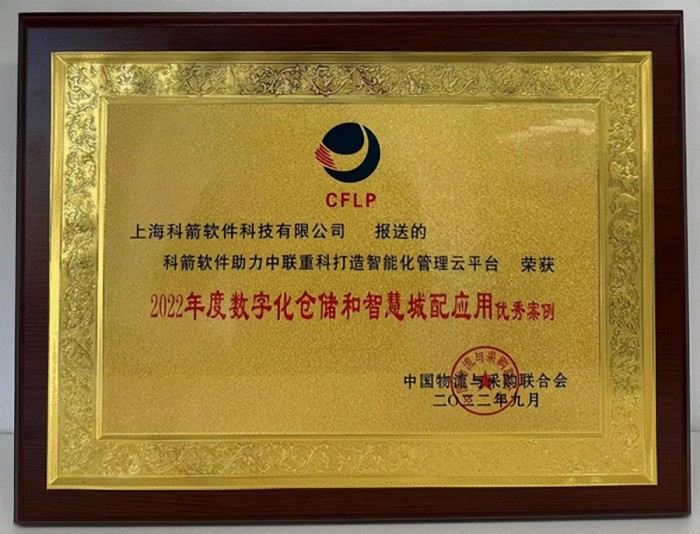 CFLP
上海科箭软件科技有限公司 报送的
科箭软件助力中联重科打造智能化管理云平台 荣获
2022年度数字化仓储和智慧城配应用优秀案例
中国物流与采购联合会
二〇二二年九月